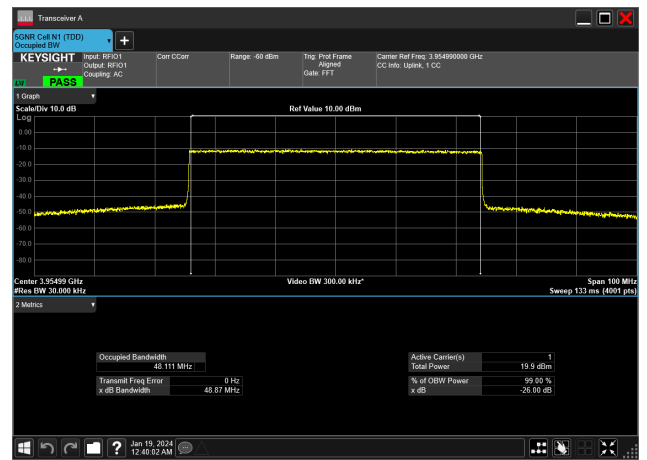 Transceiver A
5GNR Cell N1 (TDD)
Occupied BW
KEYSIGHT
LXI
PASS
Input: RFIO1
Output: RFIO1
Coupling: AC
Corr CCorr
Range: -60 dBm
Trig: Prot Frame
Aligned
Gate: FFT
Carrier Ref Freq: 3.954990000 GHz
CC Info: Uplink, 1 CC
1 Graph
Scale/Div 10.0 dB
Ref Value 10.00 dBm
Log
0.00
-10.0
-20.0
-30.0
-40.0
-50.0
-60.0
-70.0
-80.0
Center 3.95499 GHz
Video BW 300.00 kHz*
Span 100 MHz
#Res BW 30.000 kHz
Sweep 133 ms (4001 pts)
2 Metrics
Occupied Bandwidth
48.111 MHz
Transmit Freq Error 0 Hz
x dB Bandwidth 48.87 MHz
Active Carrier(s) 1
Total Power 19.9 dBm
% of OBW Power 99.00 %
x dB -26.00 dB
Jan 19, 2024
12:40:02 AM